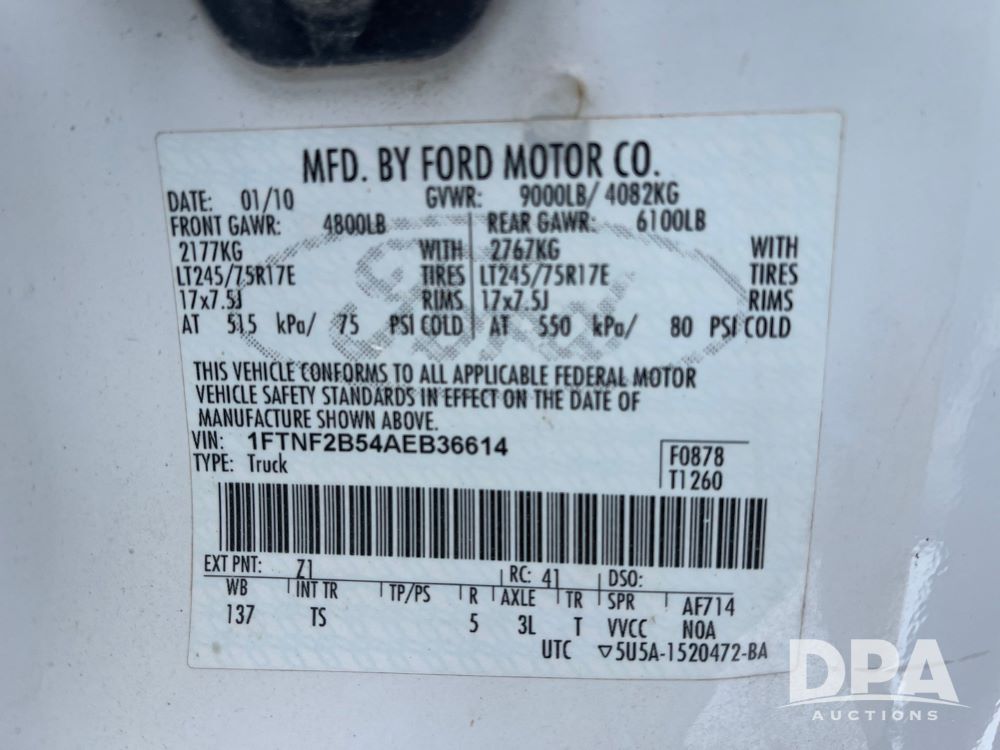 MFD. BY FORD MOTOR CO.
DATE: 01/10 GVWR: 9000LB/ 4082KG
FRONT GAWR: 4800LB REAR GAWR: 6100LB
2177KG WITH 2767KG WITH
LT245/75R17E TIRES LT245/75R17E TIRES
17x7.5J RIMS 17x7.5J RIMS
AT 515 kPa/ 75 PSI COLD AT 550 kPa/ 80 PSI COLD
Ford
THIS VEHICLE CONFORMS TO ALL APPLICABLE FEDERAL MOTOR
VEHICLE SAFETY STANDARDS IN EFFECT ON THE DATE OF
MANUFACTURE SHOWN ABOVE.
VIN: 1FTNF2B54AEB36614
TYPE: Truck
F0878
T1260
EXT PNT: Z1 RC: 41 DSO:
WB INT TR TP/PS R AXLE TR SPR AF714
137 TS 5 3L T VVCC NOA
UTC ▽5U5A-1520472-BA
DPA
AUCTIONS